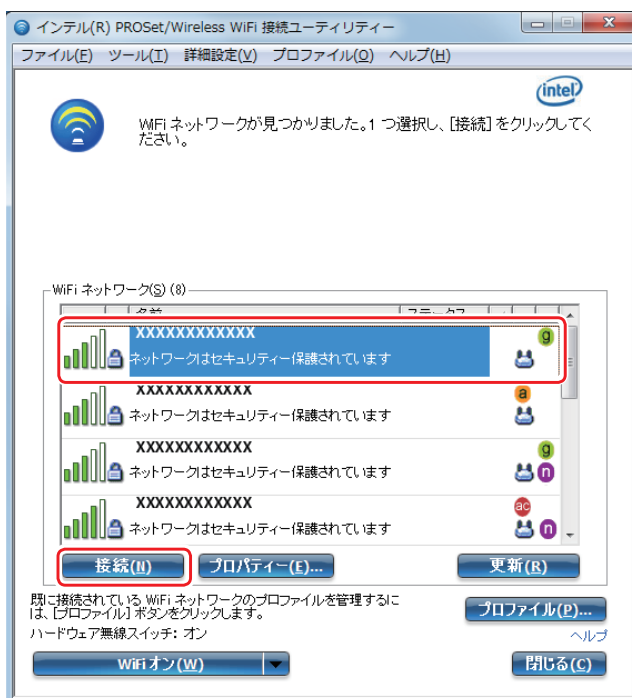 インテル(R) PROSet/Wireless WiFi 接続ユーティリティー
ファイル(F) ツール(T) 詳細設定(V) プロファイル(O) ヘルプ(H)
intel
WiFi ネットワークが見つかりました。1 つ選択し、[接続] をクリックしてく
ださい。
WiFi ネットワーク(S) (8)
名前 ステータス
XXXXXXXXXXXX
g
ネットワークはセキュリティー保護されています
XXXXXXXXXXXX
a
ネットワークはセキュリティー保護されています
XXXXXXXXXXXX
g
ネットワークはセキュリティー保護されています
n
XXXXXXXXXXXX
ac
ネットワークはセキュリティー保護されています
n
接続(N) プロパティー(E)... 更新(R)
既に接続されている WiFi ネットワークのプロファイルを管理するに
は、[プロファイル] ボタンをクリックします。
プロファイル(P)...
ハードウェア無線スイッチ: オン
ヘルプ
WiFi オン(W) 閉じる(C)